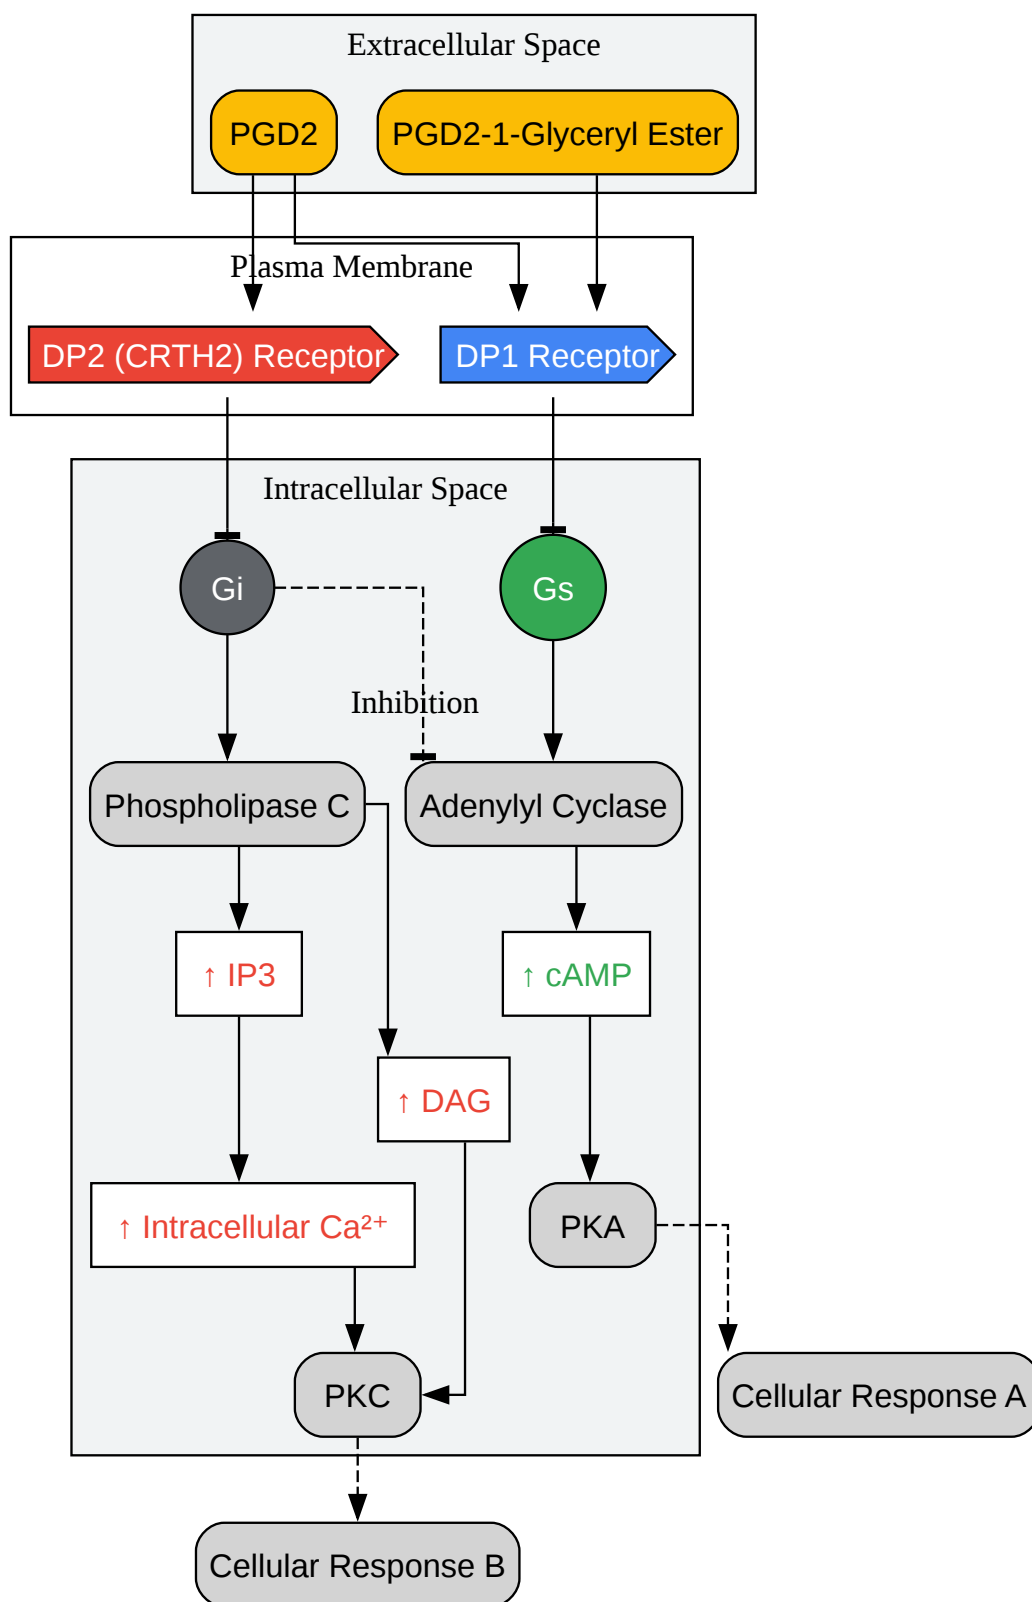 Extracellular Space
PGD2
PGD2-1-Glyceryl Ester
Plasma Membrane
DP2 (CRTH2) Receptor
DP1 Receptor
Intracellular Space
Gi
Gs
Inhibition
Phospholipase C
Adenylyl Cyclase
↑ IP3
↑ cAMP
↑ DAG
↑ Intracellular Ca²⁺
PKA
PKC
Cellular Response A
Cellular Response B